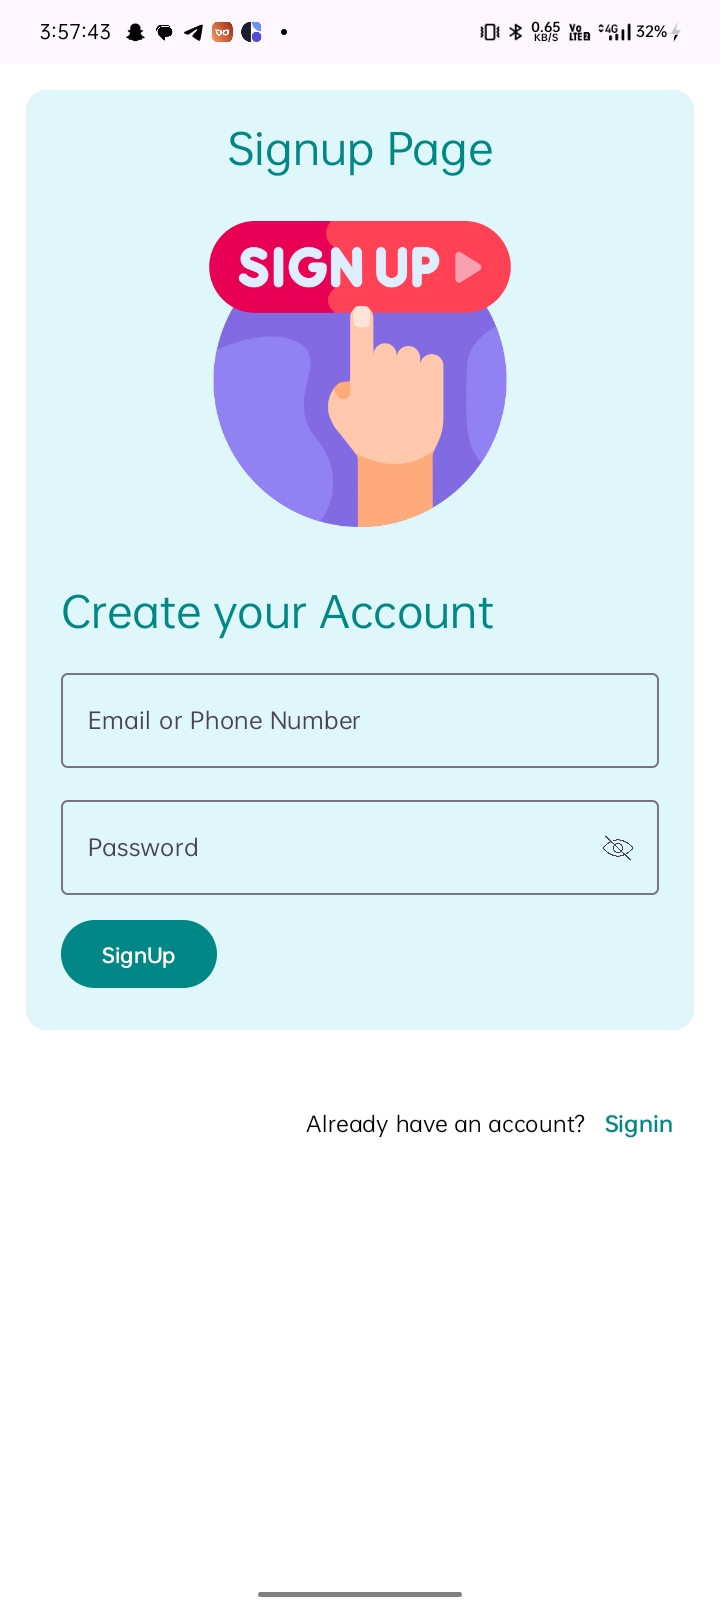 3:57:43 0.65 KB/S Vo LTE 4G 32%
Signup Page
SIGN UP
Create your Account
Email or Phone Number
Password
SignUp
Already have an account? Signin